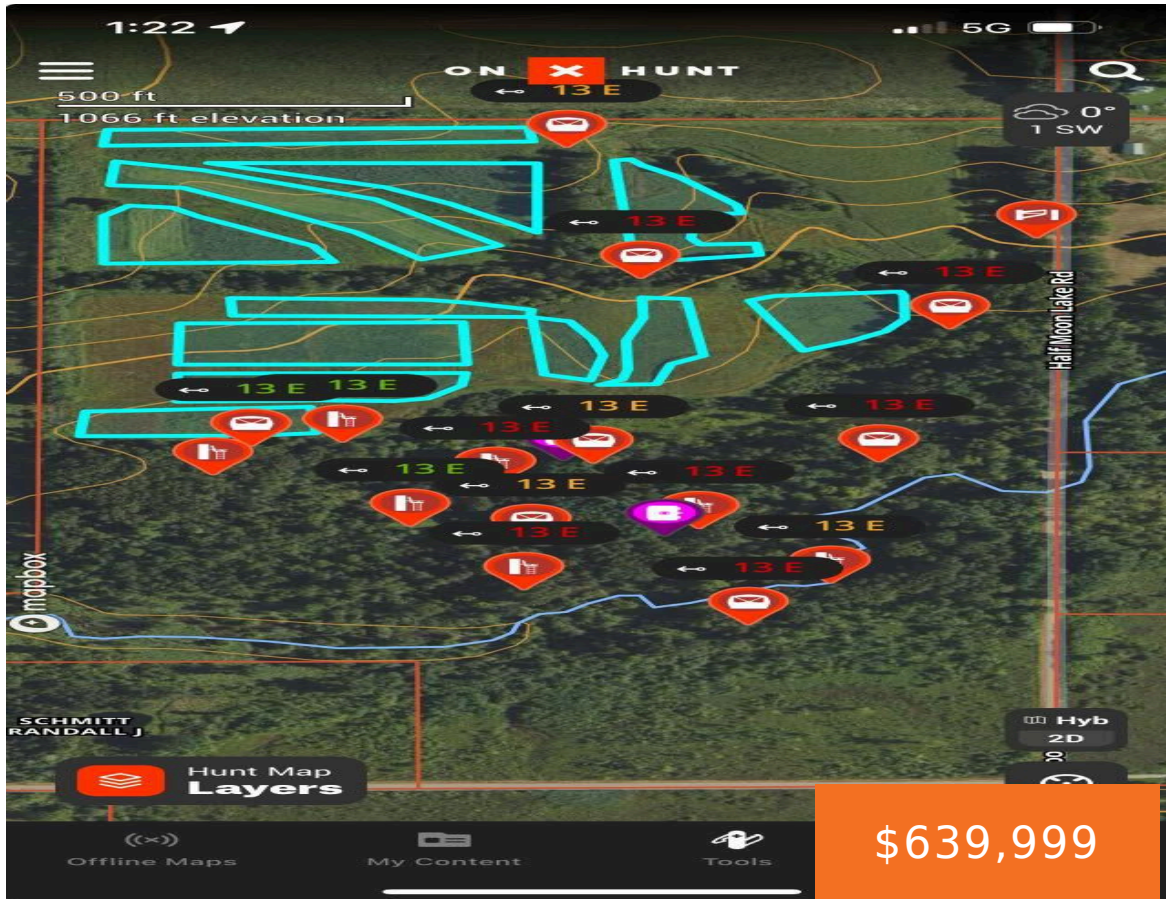 1:22
5G
ON X HUNT
13 E
500 ft
1066 ft elevation
0°
1 SW
13 E
13 E
Half Moon Lake Rd
13 E
13 E
13 E
13 E
13 E
13 E
13 E
13 E
13 E
13 E
13 E
mapbox
SCHMITT
RANDALL J
Hyb
2D
Hunt Map
Layers
Offline Maps
My Content
Tools
$639,999